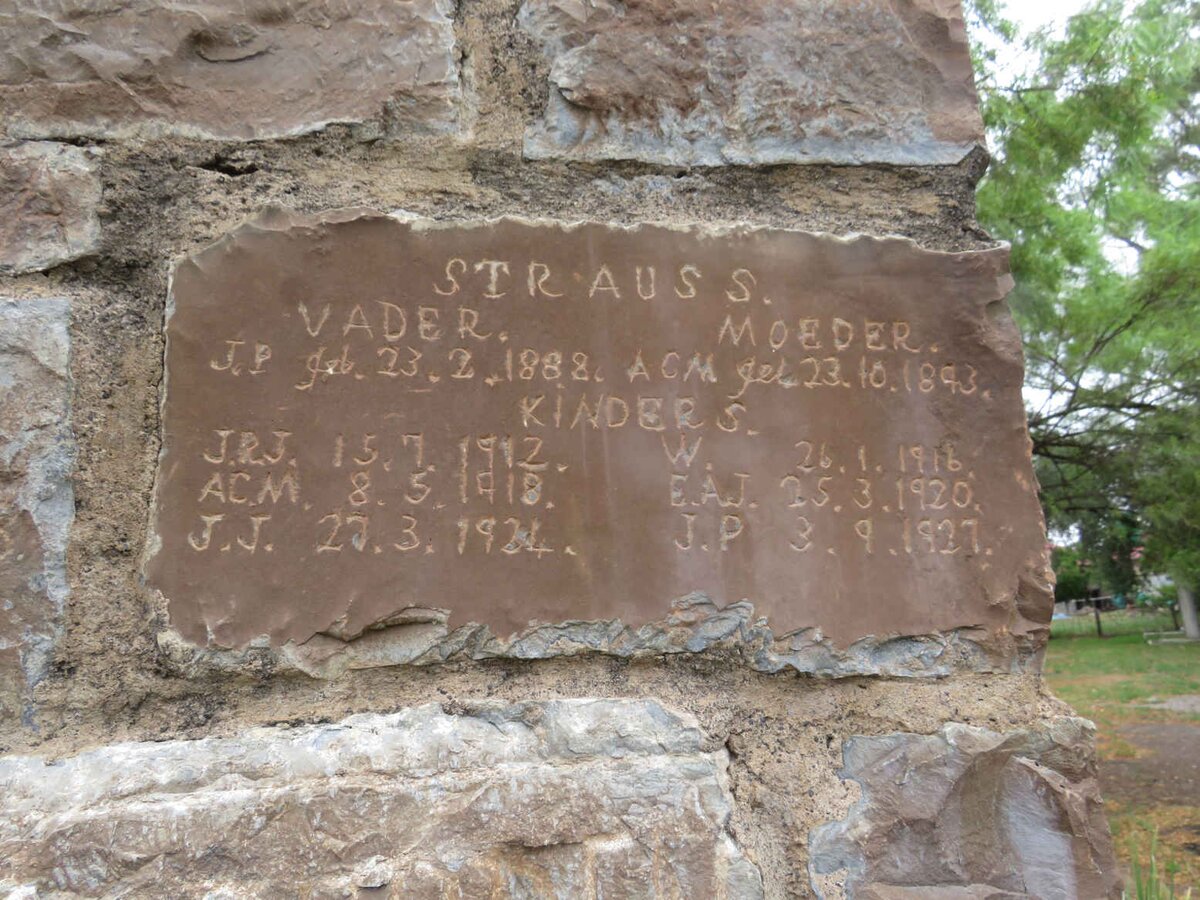 STRAUSS.
VADER. MOEDER.
J.P geb. 23. 2. 1888. ACM geb 23.10.1893.
KINDERS.
J.P.J. 15.7. 1912. W. 26.1.1916.
A.C.M. 8.5.1918. E.A.J. 25.3.1920.
J.J. 27.3.1924. J.P 3.9.1927.